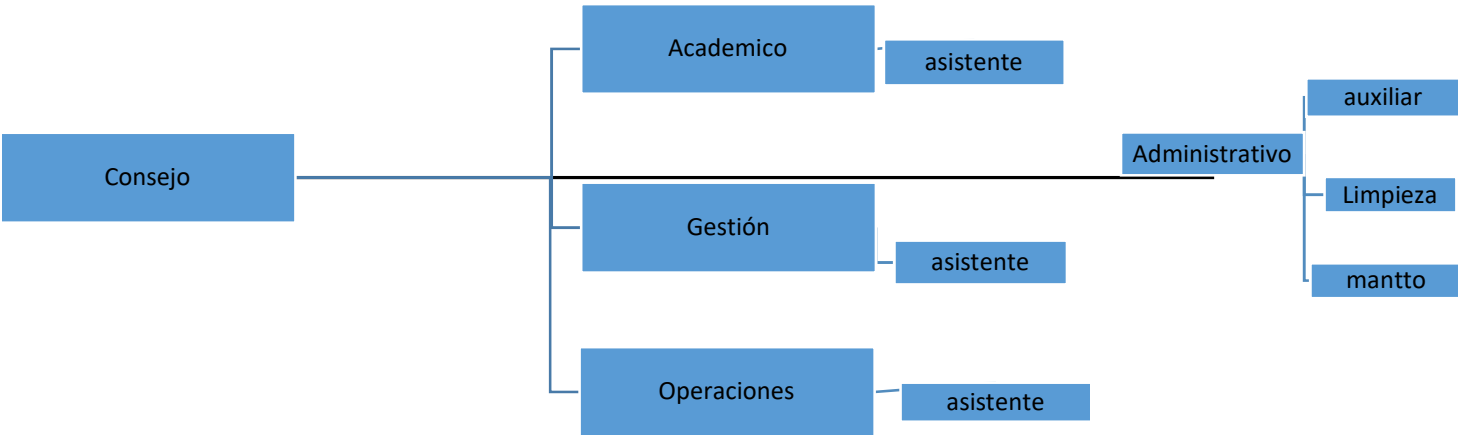 Academico
asistente
auxiliar
Administrativo
Consejo
Limpieza
Gestión
asistente
mantto
Operaciones
asistente